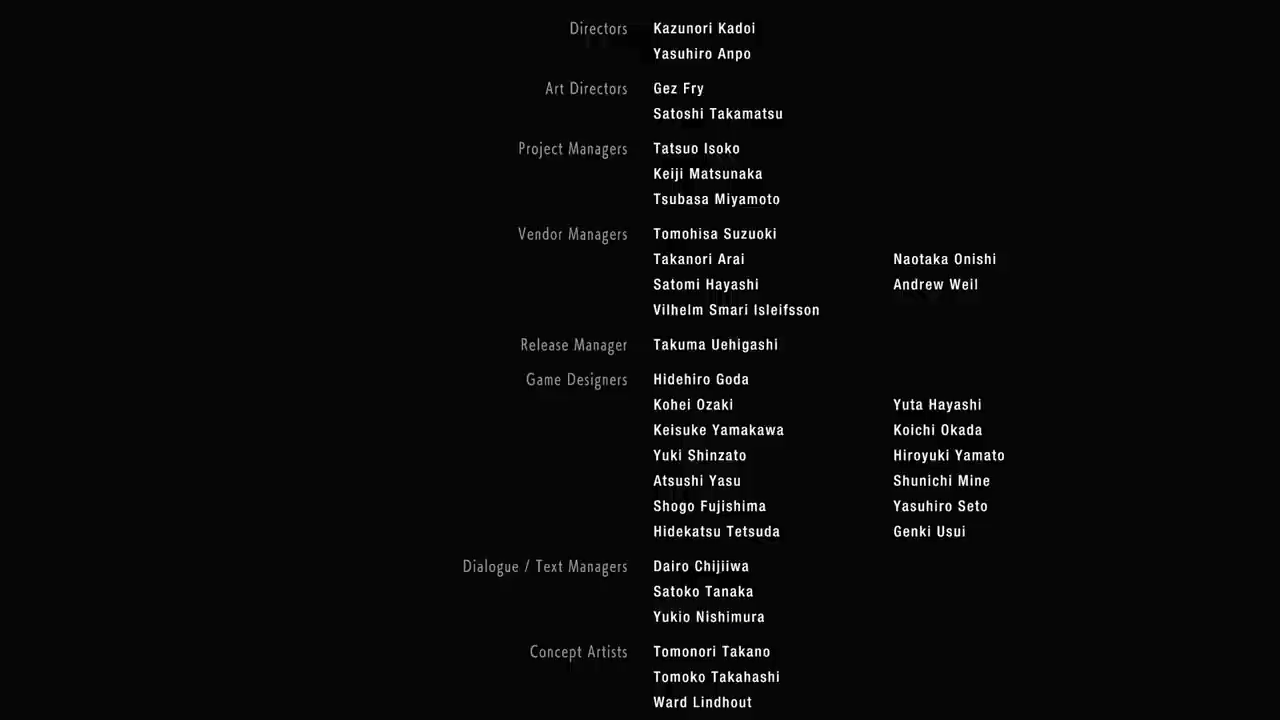 Directors Kazunori Kadoi
Yasuhiro Anpo
Art Directors Gez Fry
Satoshi Takamatsu
Project Managers Tatsuo Isoko
Keiji Matsunaka
Tsubasa Miyamoto
Vendor Managers Tomohisa Suzuoki
Takanori Arai Naotaka Onishi
Satomi Hayashi Andrew Weil
Vilhelm Smari Isleifsson
Release Manager Takuma Uehigashi
Game Designers Hidehiro Goda
Kohei Ozaki Yuta Hayashi
Keisuke Yamakawa Koichi Okada
Yuki Shinzato Hiroyuki Yamato
Atsushi Yasu Shunichi Mine
Shogo Fujishima Yasuhiro Seto
Hidekatsu Tetsuda Genki Usui
Dialogue / Text Managers Dairo Chijiiwa
Satoko Tanaka
Yukio Nishimura
Concept Artists Tomonori Takano
Tomoko Takahashi
Ward Lindhout